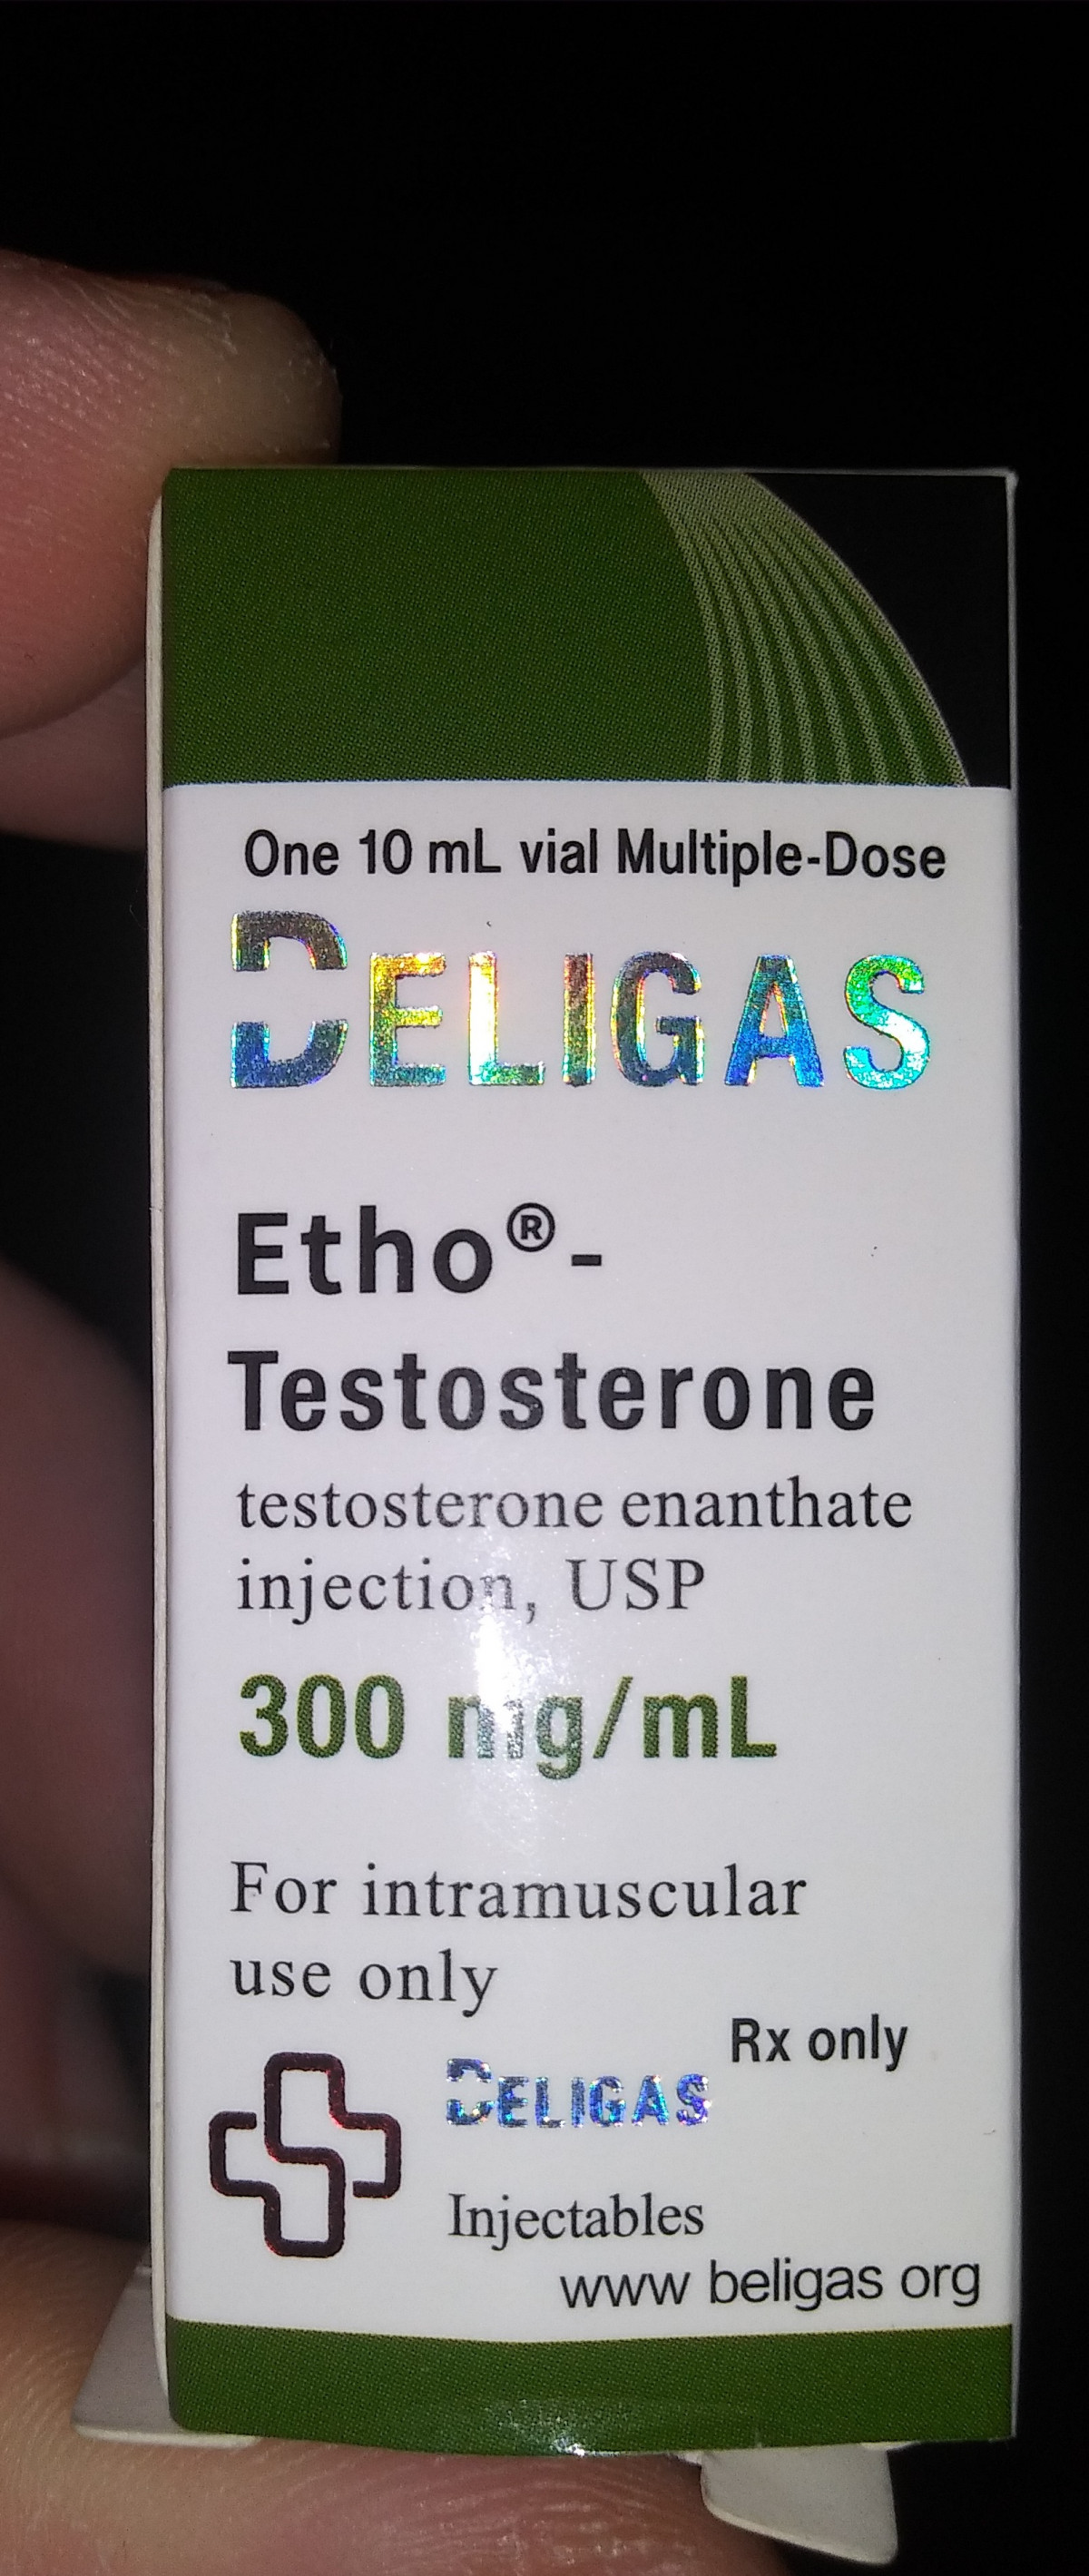 One 10 mL vial Multiple-Dose
BELIGAS
Etho®-
Testosterone
testosterone enanthate
injection, USP
300 mg/mL
For intramuscular
use only
Rx only
BELIGAS
Injectables
www beligas org